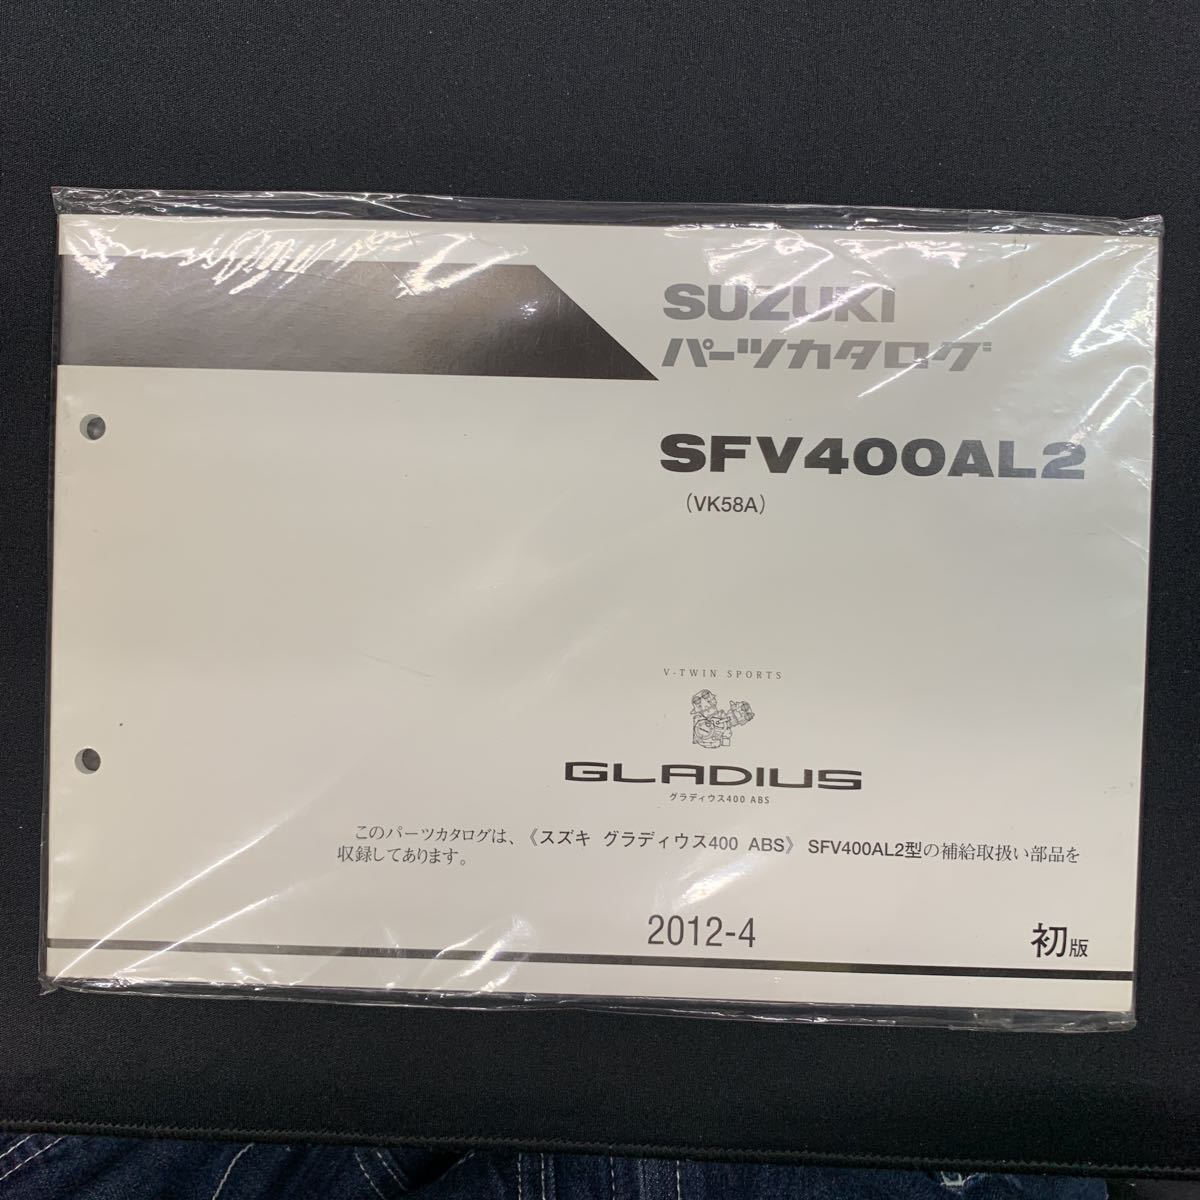 SUZUKI
パーツカタログ
SFV400AL2
(VK58A)
V-TWIN SPORTS
GLADIUS
グラディウス400 ABS
このパーツカタログは、《スズキ グラディウス400 ABS》 SFV400AL2型の補給取扱い部品を
収録してあります。
2012-4
初版